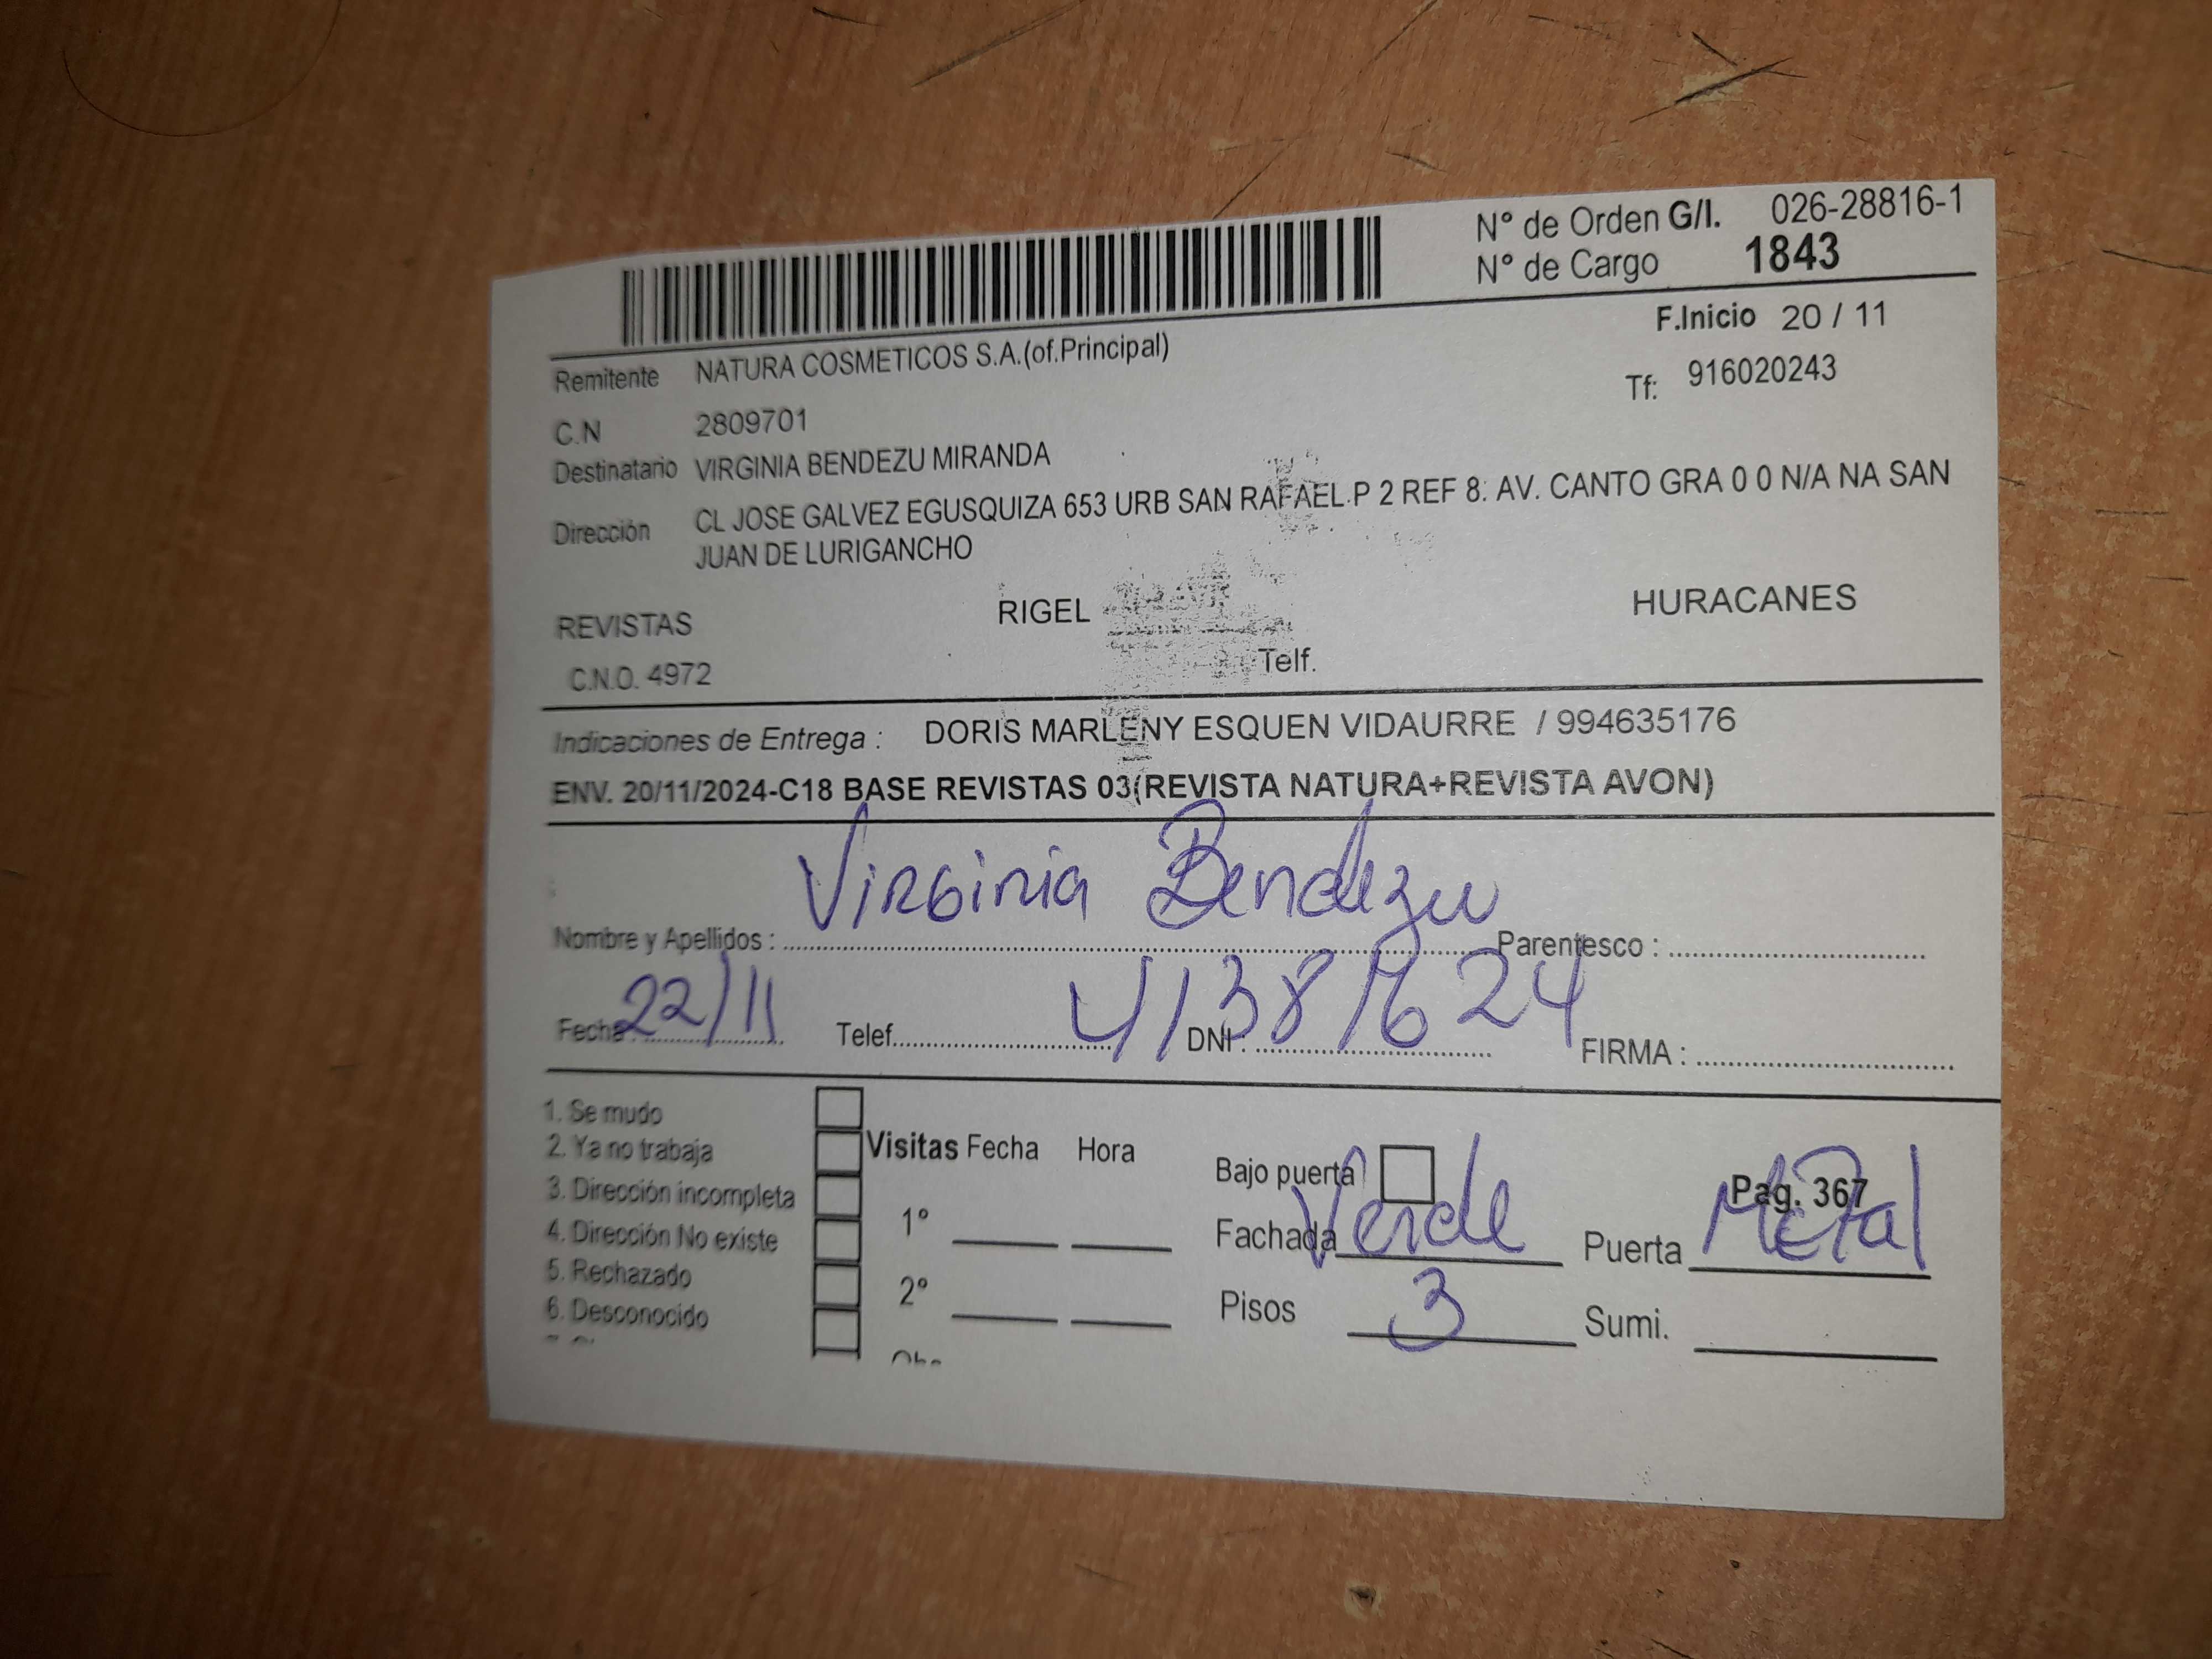 N° de Orden G/I. 026-28816-1
N° de Cargo 1843
F.Inicio 20 / 11
Remitente NATURA COSMETICOS S.A.(of.Principal)
Tf: 916020243
C.N 2809701
Destinatario VIRGINIA BENDEZU MIRANDA
Dirección CL JOSE GALVEZ EGUSQUIZA 653 URB SAN RAFAEL P 2 REF 8. AV. CANTO GRA 0 0 N/A NA SAN
JUAN DE LURIGANCHO
REVISTAS RIGEL HURACANES
C.N.O. 4972 Telf.
Indicaciones de Entrega : DORIS MARLENY ESQUEN VIDAURRE / 994635176
ENV. 20/11/2024-C18 BASE REVISTAS 03(REVISTA NATURA+REVISTA AVON)
Virginia Bendezu
Nombre y Apellidos : Parentesco :
Fecha : 22/11 Telef. DNI : 41381624 FIRMA :
1. Se mudo
2. Ya no trabaja
3. Dirección incompleta
4. Dirección No existe
5. Rechazado
6. Desconocido
Visitas Fecha Hora
1°
2°
Bajo puerta Pag. 367
Fachada Verde Puerta Metal
Pisos 3 Sumi.